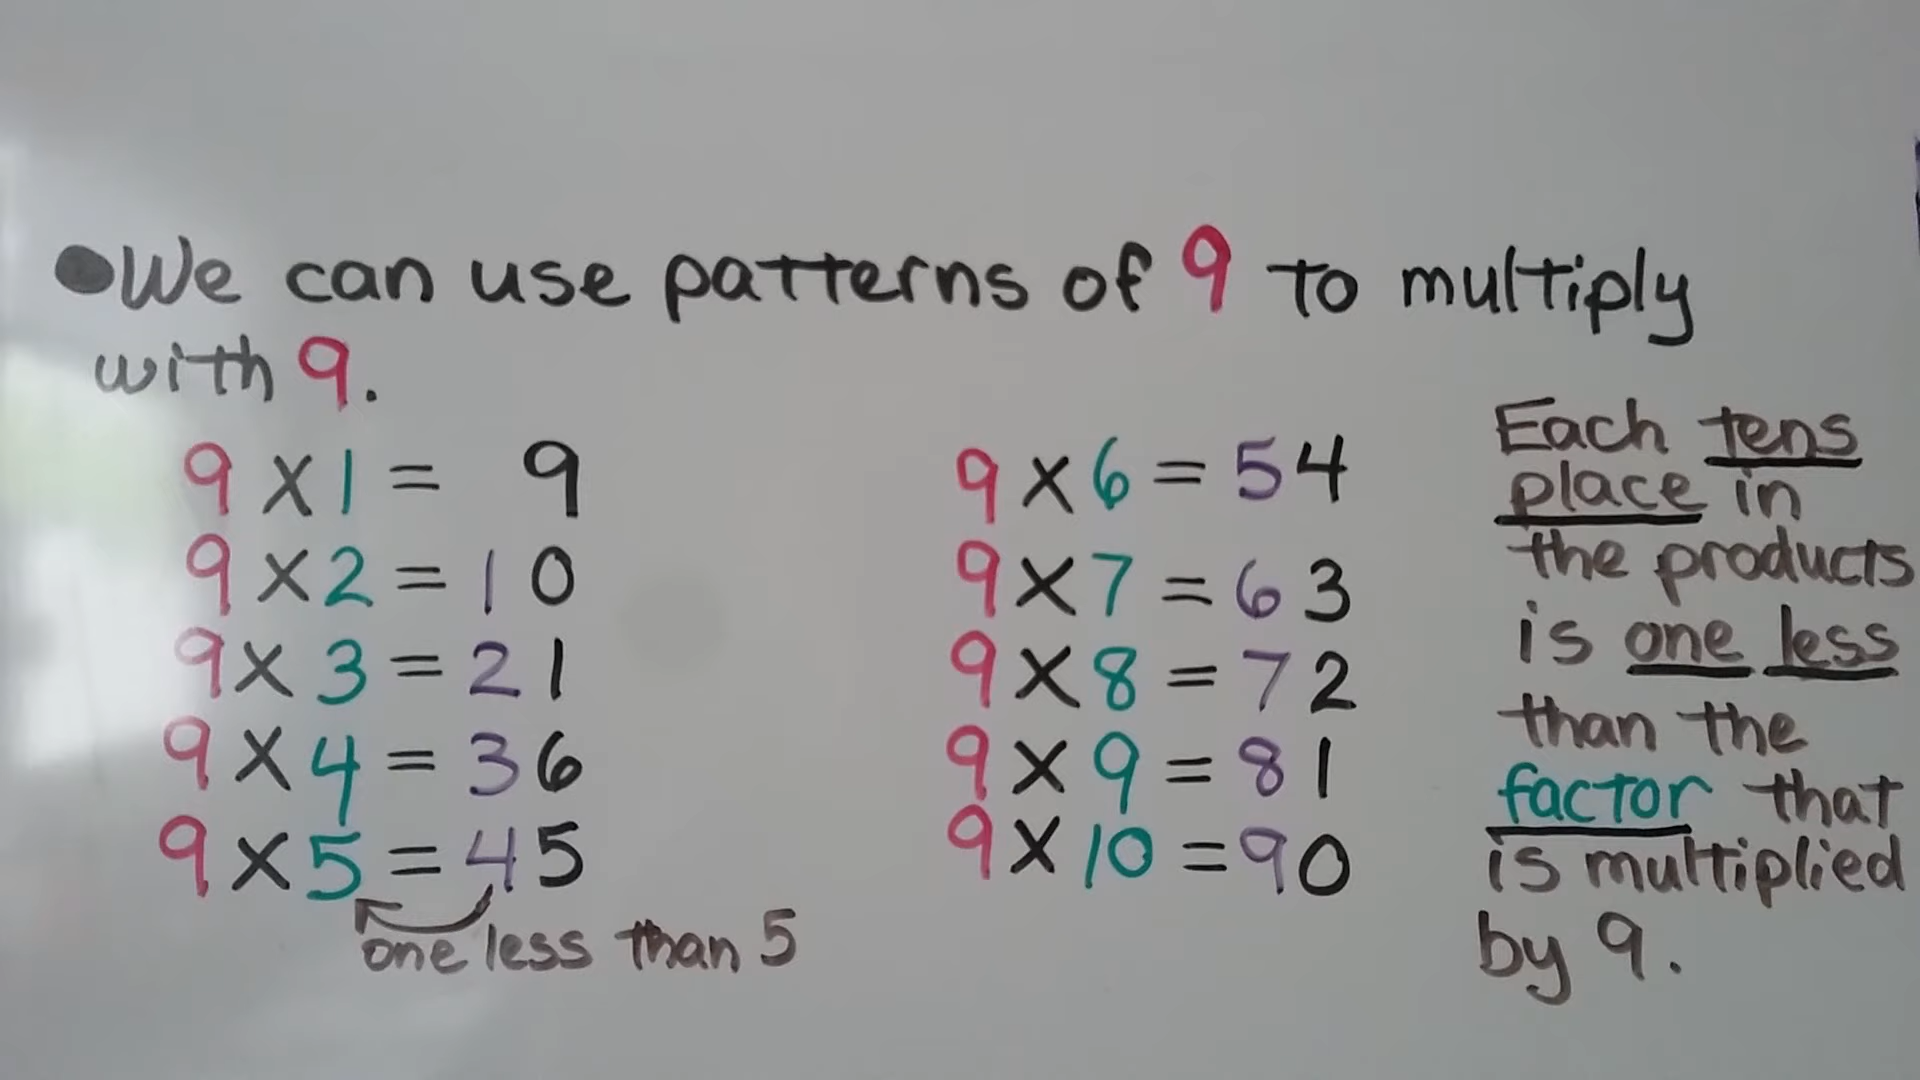 We can use patterns of 9 to multiply
with 9.
9 x 1 = 9
9 x 2 = 10
9 x 3 = 21
9 x 4 = 36
9 x 5 = 45
one less than 5
9 x 6 = 54
9 x 7 = 63
9 x 8 = 72
9 x 9 = 81
9 x 10 = 90
Each tens
place in
the products
is one less
than the
factor that
is multiplied
by 9.